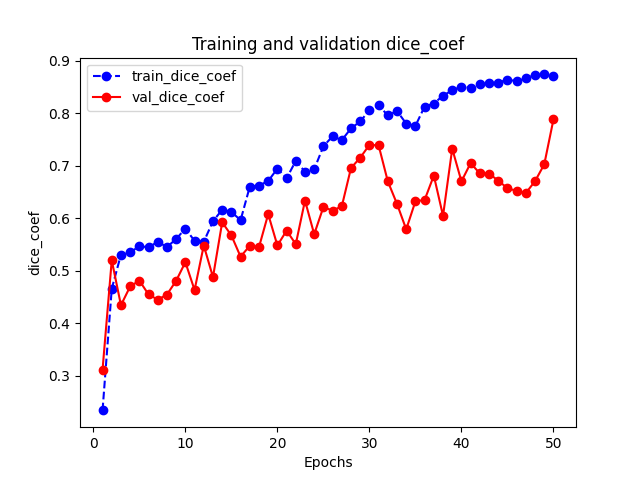 Training and validation dice_coef
train_dice_coef
val_dice_coef
dice_coef
0.9
0.8
0.7
0.6
0.5
0.4
0.3
0
10
20
30
40
50
Epochs